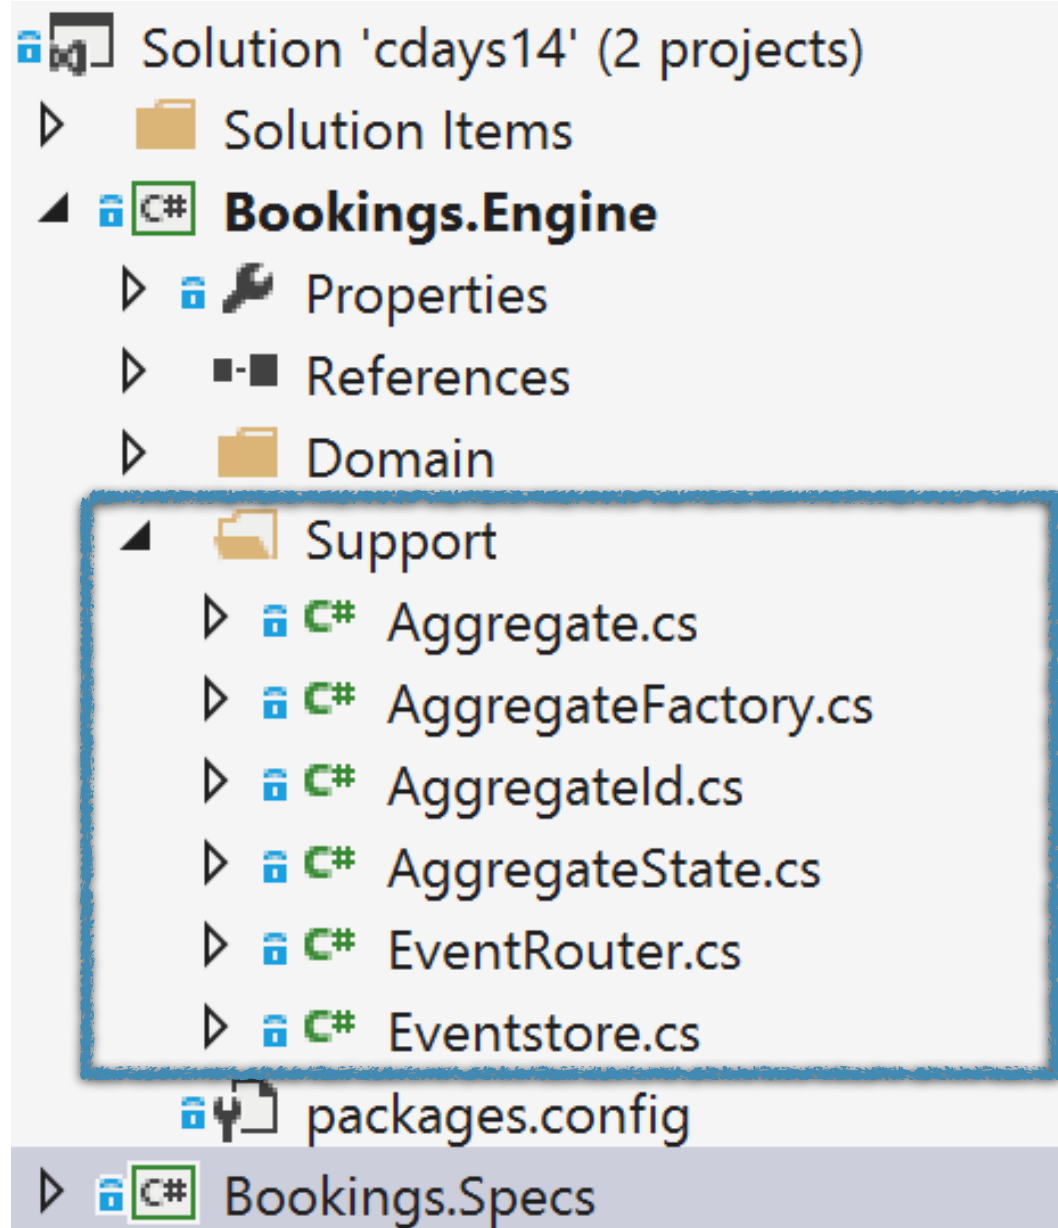 Solution 'cdays14' (2 projects)
Solution Items
C# Bookings.Engine
Properties
References
Domain
Support
C# Aggregate.cs
C# AggregateFactory.cs
C# AggregateId.cs
C# AggregateState.cs
C# EventRouter.cs
C# Eventstore.cs
packages.config
C# Bookings.Specs